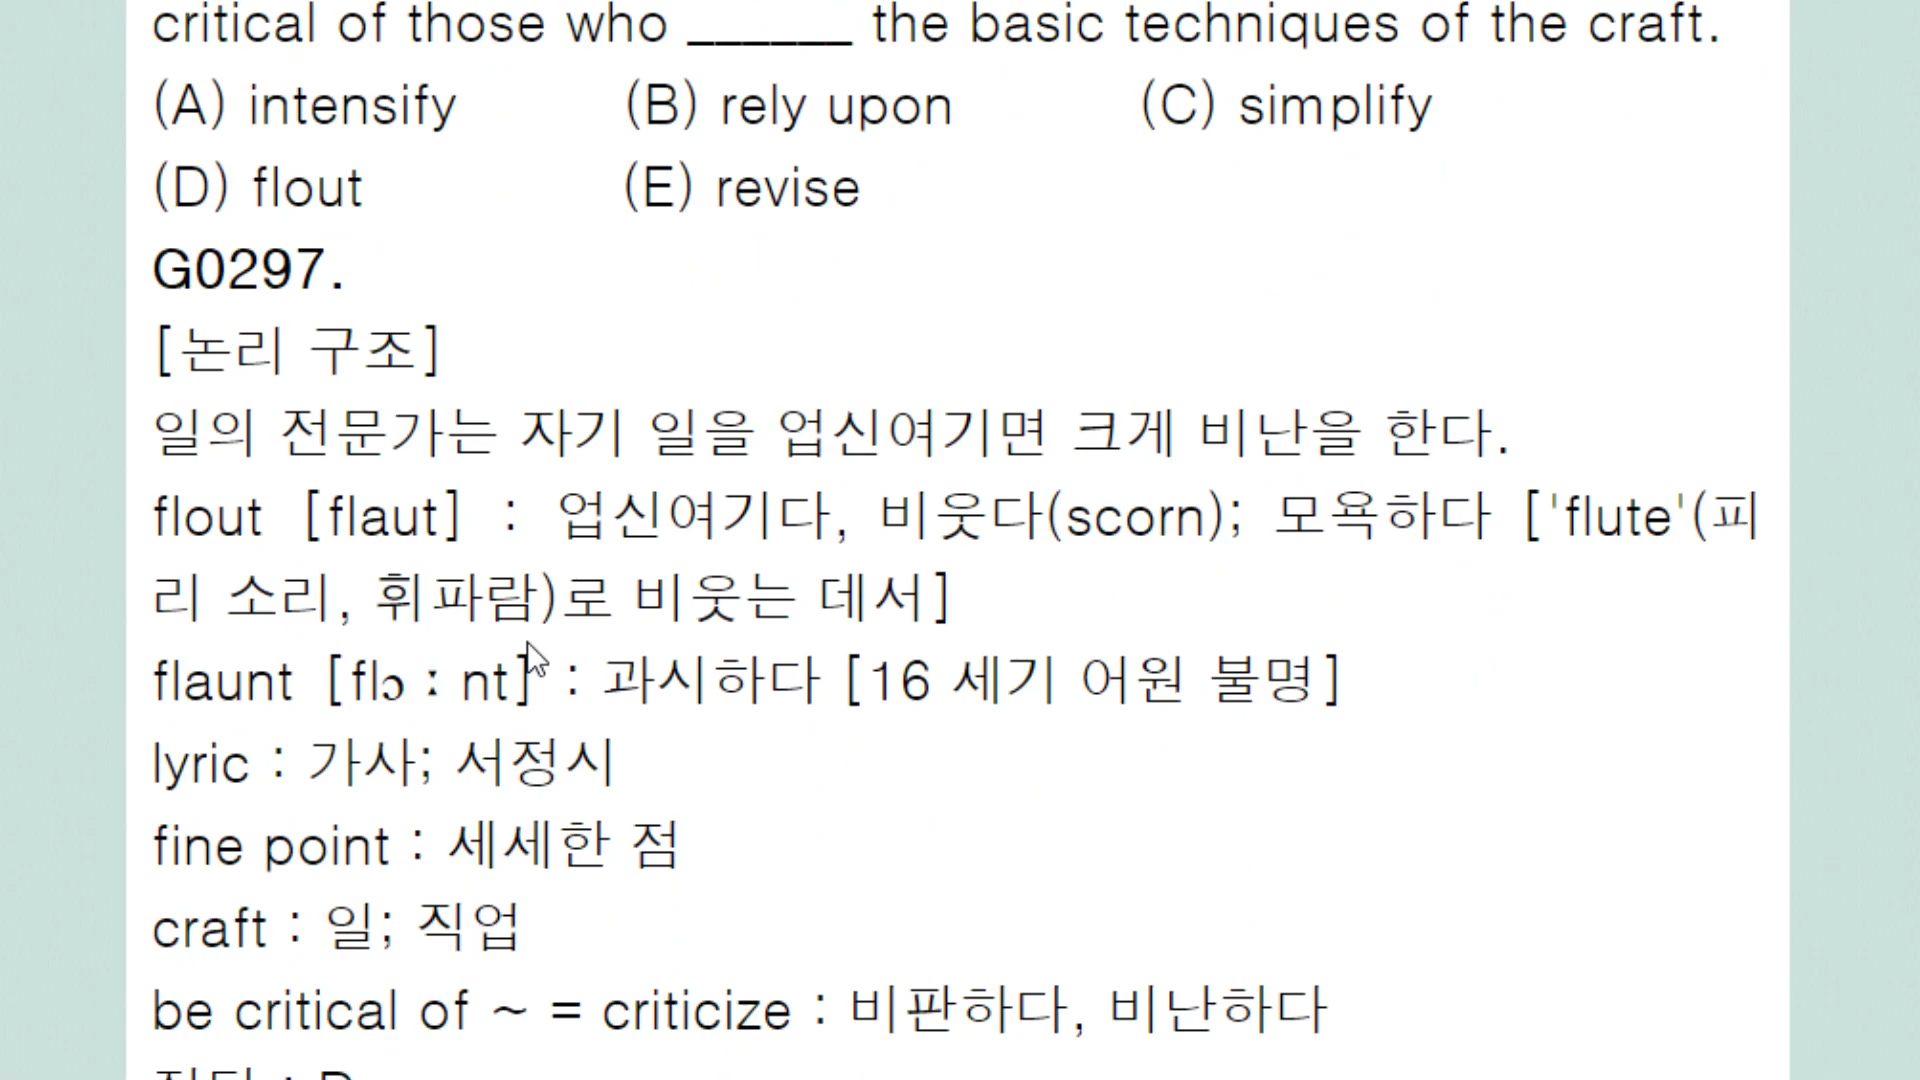 critical of those who ______ the basic techniques of the craft.
(A) intensify (B) rely upon (C) simplify
(D) flout (E) revise
G0297.
[논리 구조]
일의 전문가는 자기 일을 업신여기면 크게 비난을 한다.
flout [flaut] : 업신여기다, 비웃다(scorn); 모욕하다 ['flute'(피
리 소리, 휘파람)로 비웃는 데서]
flaunt [flɔ：nt] : 과시하다 [16 세기 어원 불명]
lyric : 가사; 서정시
fine point : 세세한 점
craft : 일; 직업
be critical of ~ = criticize : 비판하다, 비난하다